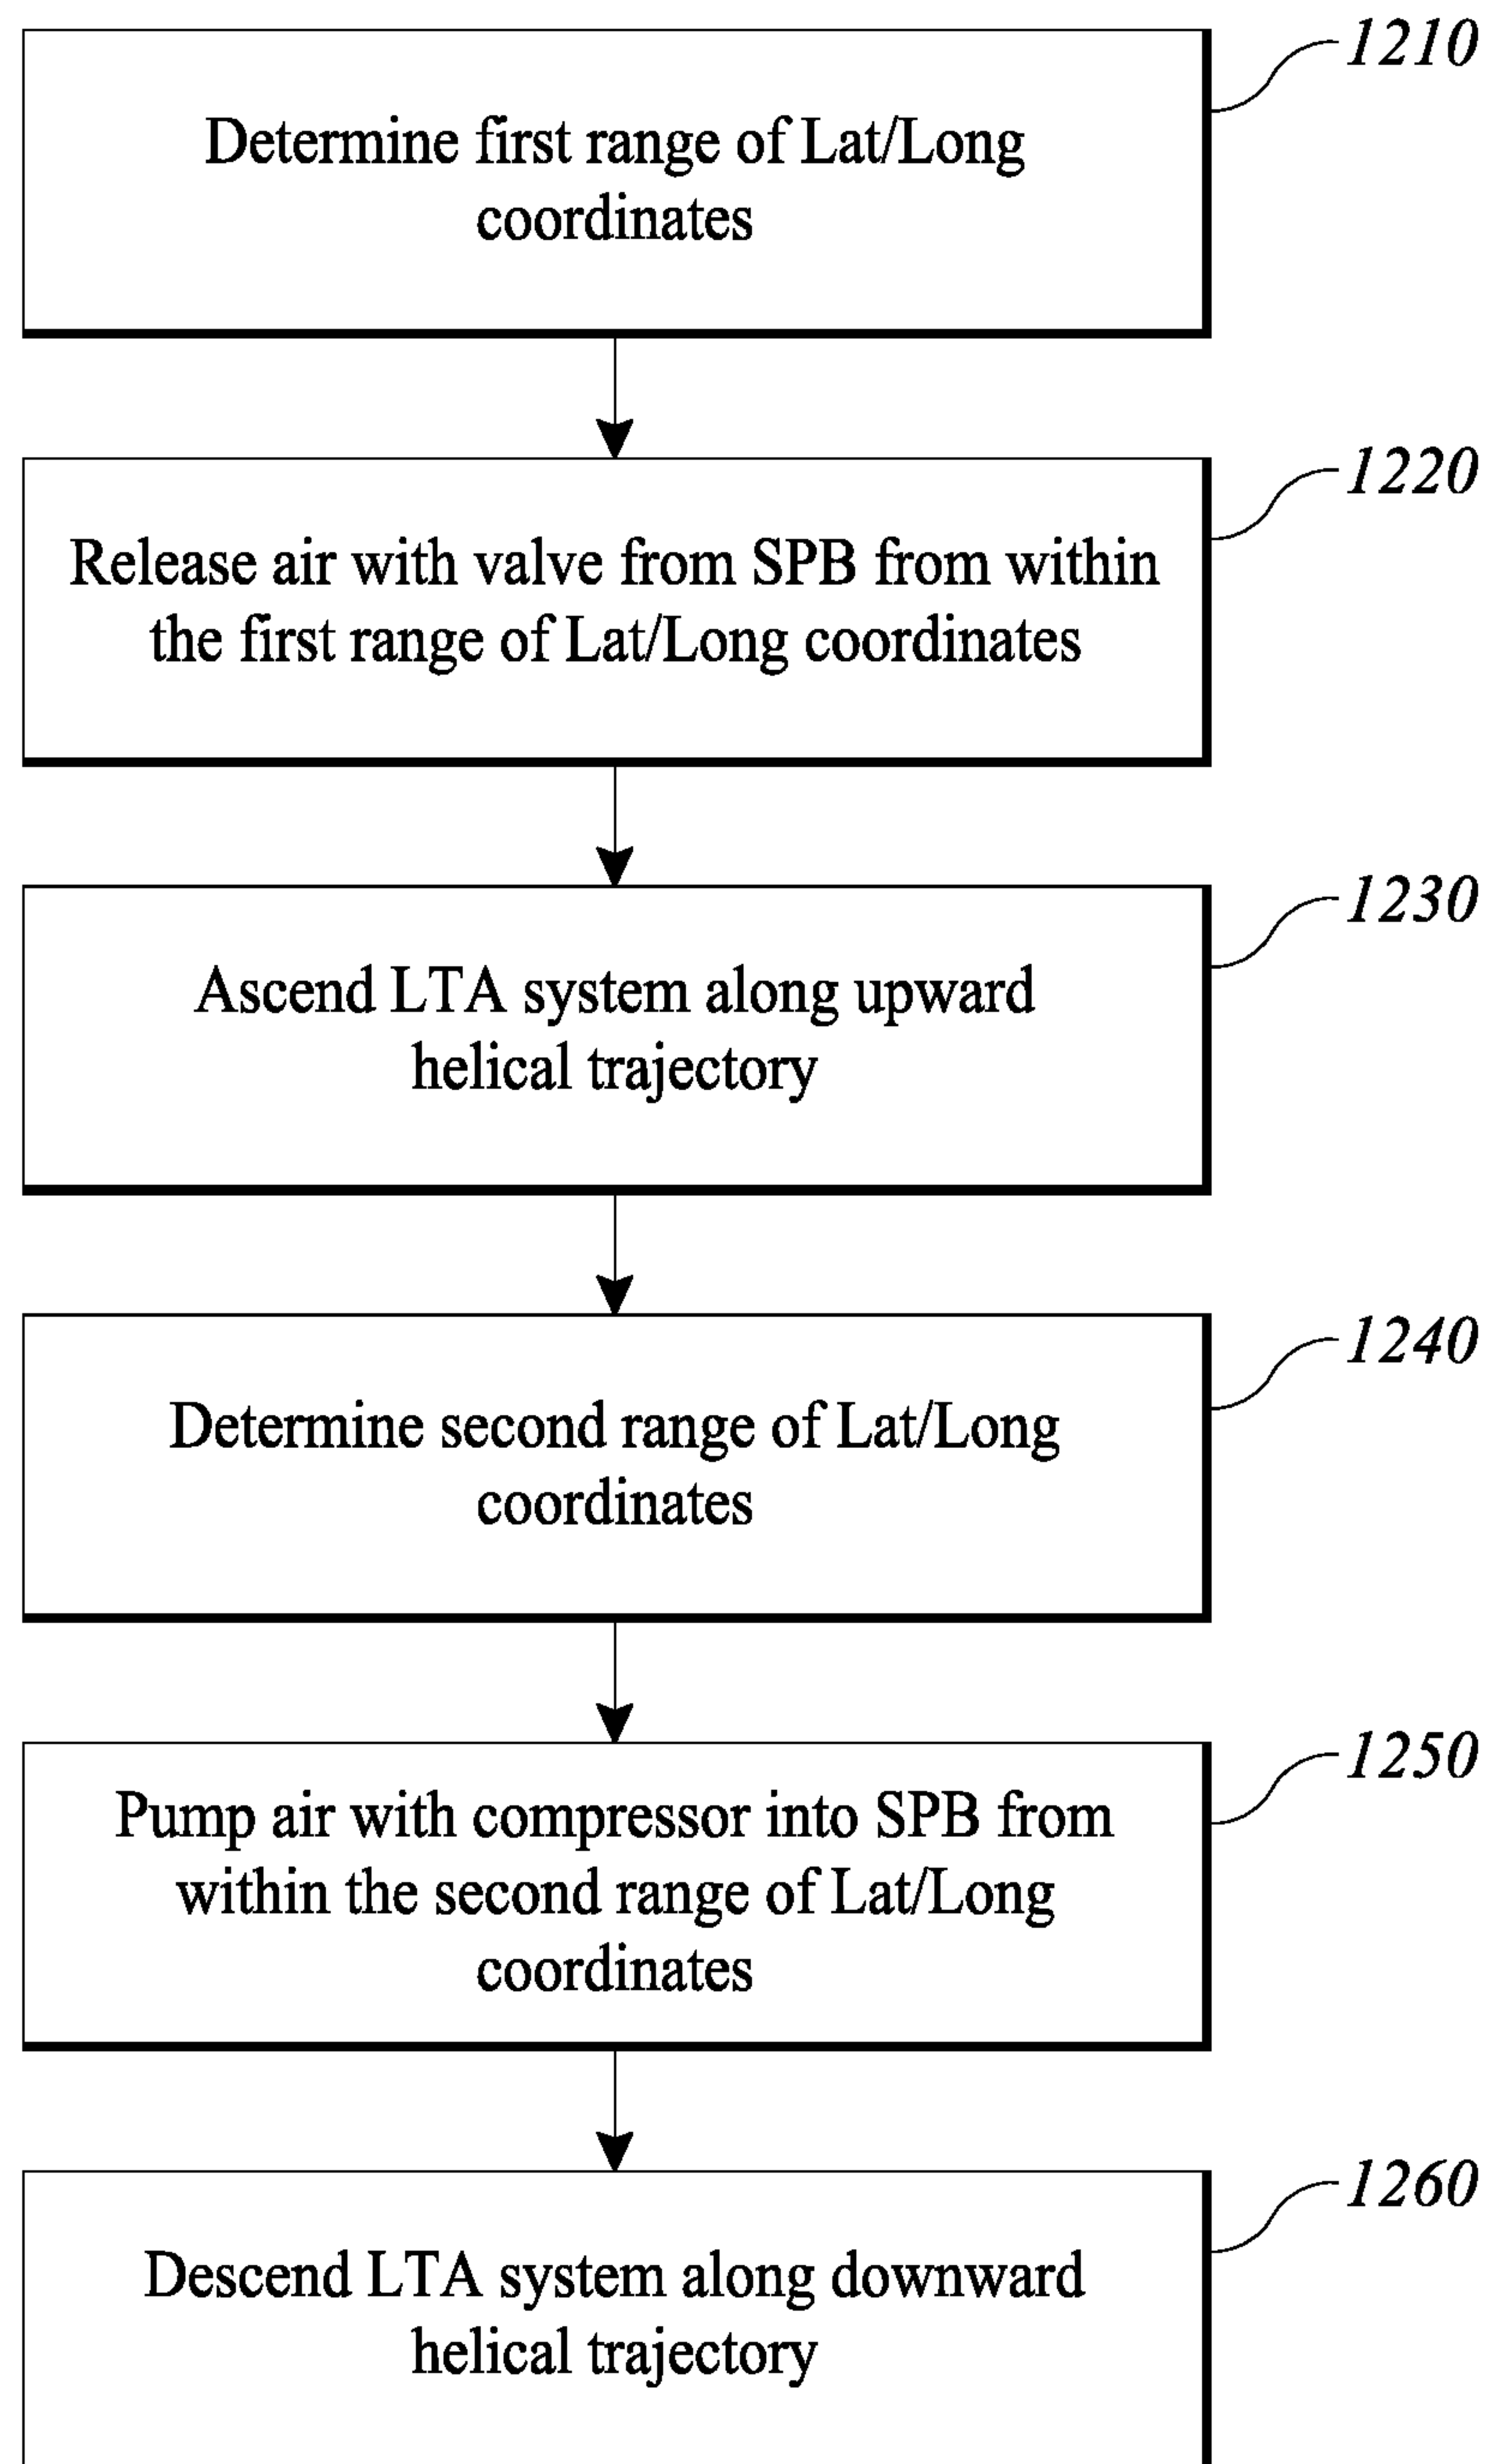 1210
Determine first range of Lat/Long
coordinates
1220
Release air with valve from SPB from within
the first range of Lat/Long coordinates
1230
Ascend LTA system along upward
helical trajectory
1240
Determine second range of Lat/Long
coordinates
1250
Pump air with compressor into SPB from
within the second range of Lat/Long
coordinates
1260
Descend LTA system along downward
helical trajectory